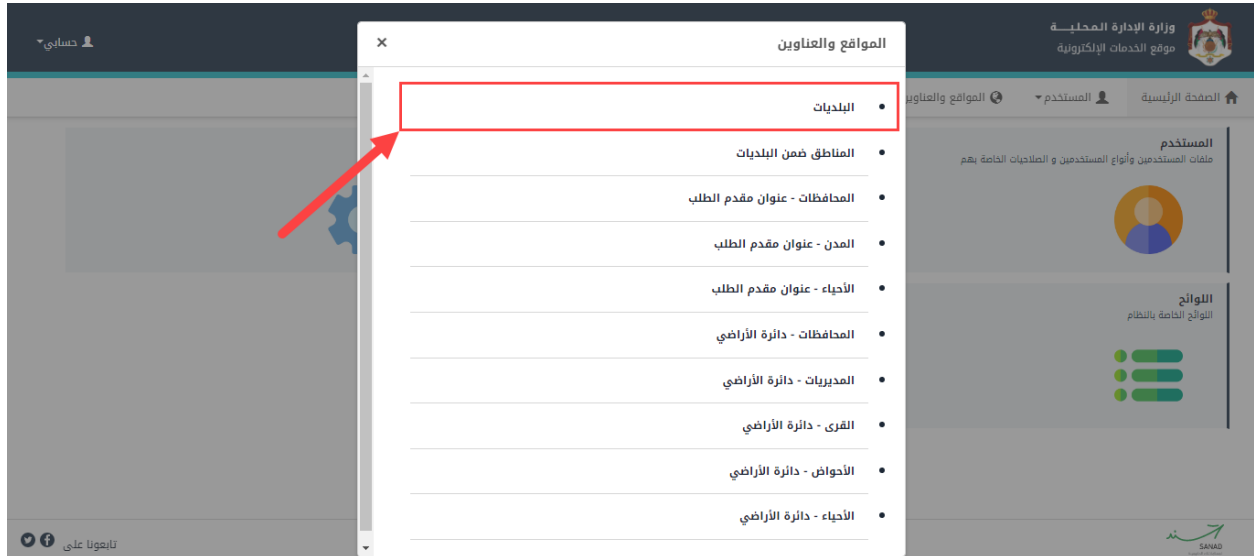 وزارة الإدارة المحليـــة
موقع الخدمات الإلكترونية
حسابي
الصفحة الرئيسية
المستخدم
المواقع والعناوين
المستخدم
ملفات المستخدمين وأنواع المستخدمين و الصلاحيات الخاصة بهم
اللوائح
اللوائح الخاصة بالنظام
المواقع والعناوين
×
البلديات
المناطق ضمن البلديات
المحافظات - عنوان مقدم الطلب
المدن - عنوان مقدم الطلب
الأحياء - عنوان مقدم الطلب
المحافظات - دائرة الأراضي
المديريات - دائرة الأراضي
القرى - دائرة الأراضي
الأحواض - دائرة الأراضي
الأحياء - دائرة الأراضي
سند
SANAD
تابعونا على